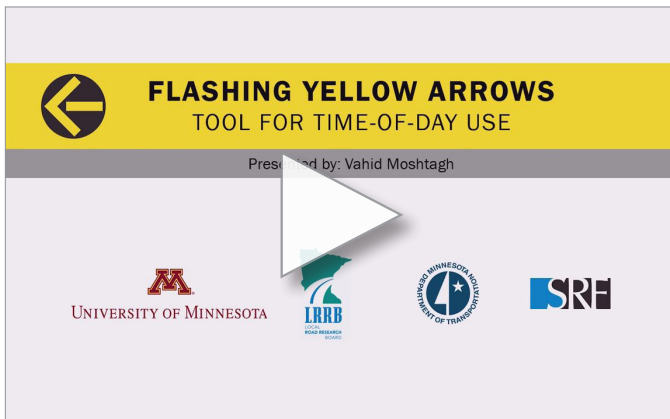 FLASHING YELLOW ARROWS
TOOL FOR TIME-OF-DAY USE
Presented by: Vahid Moshtagh
M
UNIVERSITY OF MINNESOTA
LRRB
LOCAL
ROAD RESEARCH
BOARD
MINNESOTA DEPARTMENT OF TRANSPORTATION
SRF